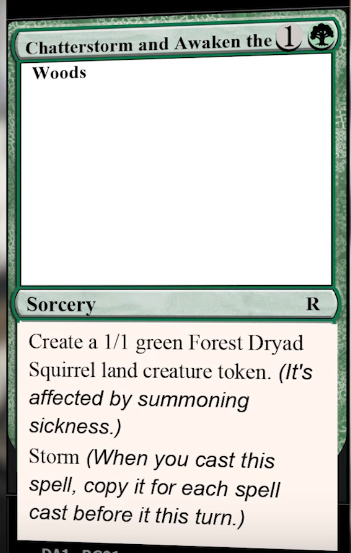 Chatterstorm and Awaken the 1
Woods
Sorcery R
Create a 1/1 green Forest Dryad
Squirrel land creature token. (It's
affected by summoning
sickness.)
Storm (When you cast this
spell, copy it for each spell
cast before it this turn.)